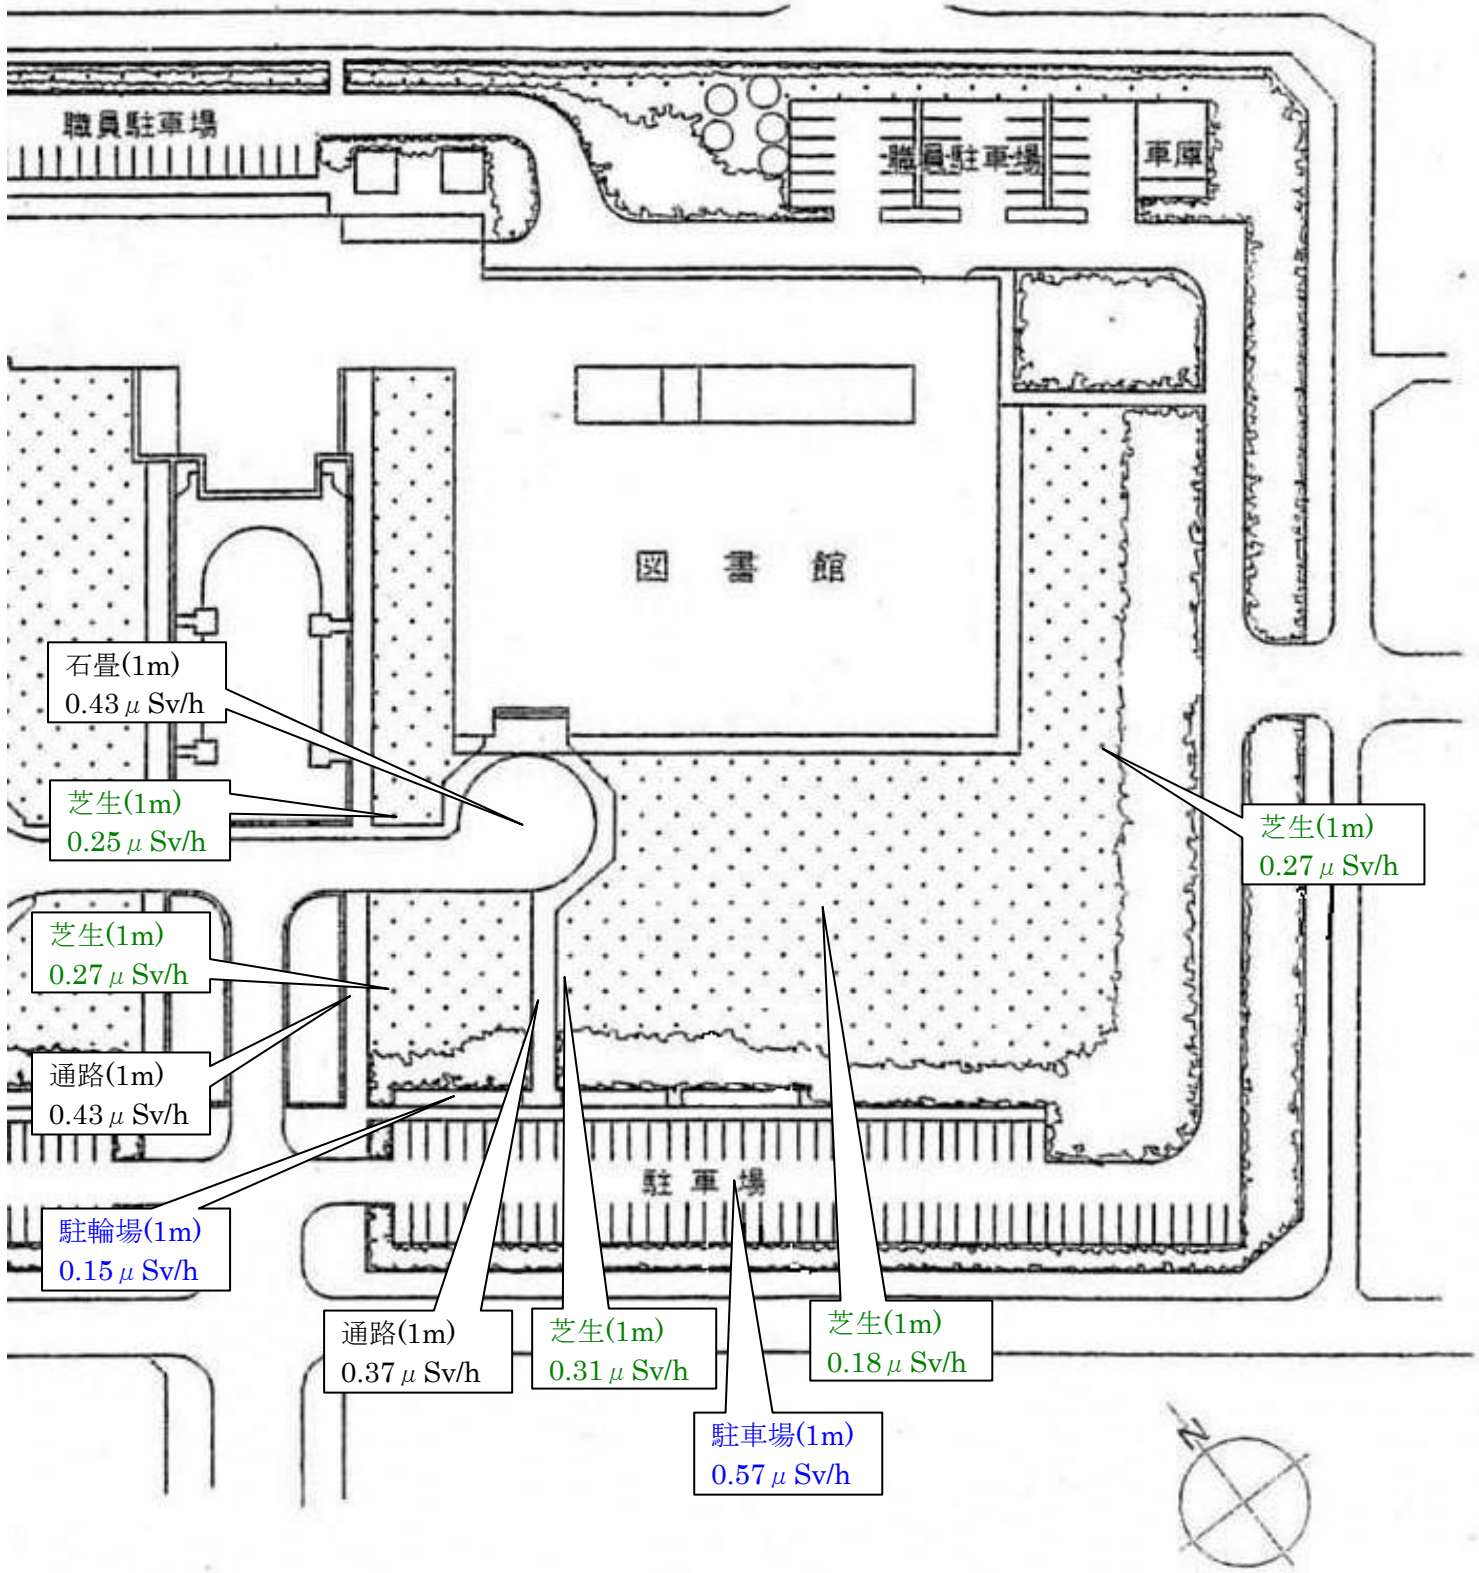 職員駐車場
職員駐車場
車庫
図書館
石畳(1m)
0.43μSv/h
芝生(1m)
0.25μSv/h
芝生(1m)
0.27μSv/h
芝生(1m)
0.27μSv/h
通路(1m)
0.43μSv/h
駐車場
駐輪場(1m)
0.15μSv/h
通路(1m)
0.37μSv/h
芝生(1m)
0.31μSv/h
芝生(1m)
0.18μSv/h
駐車場(1m)
0.57μSv/h
N